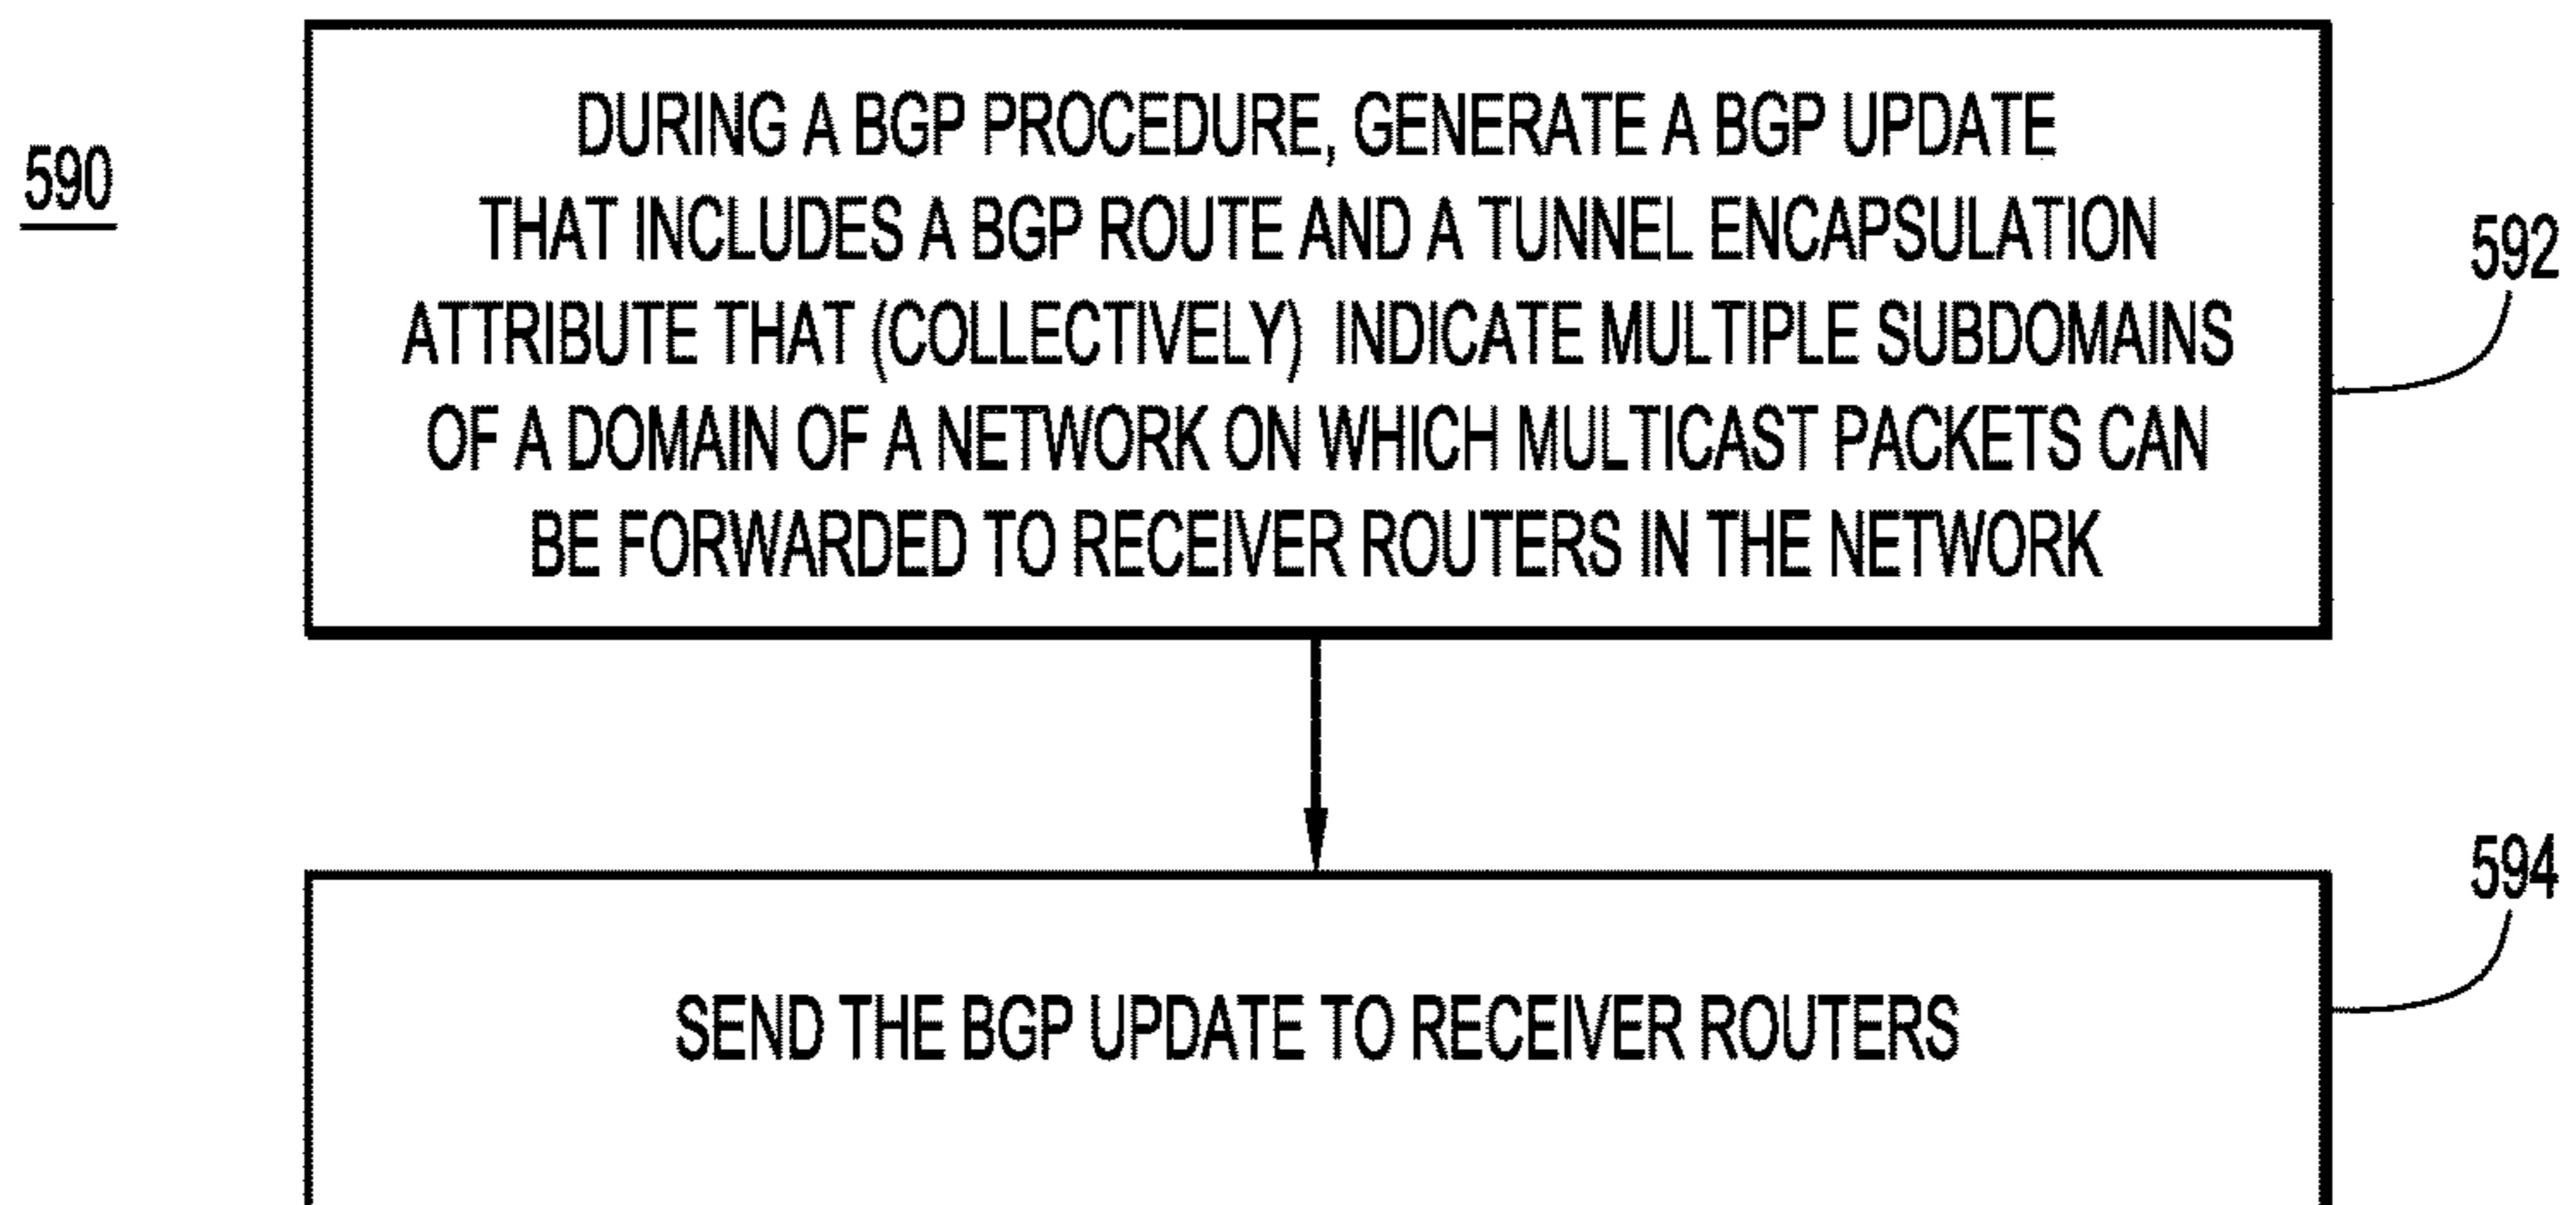 590
DURING A BGP PROCEDURE, GENERATE A BGP UPDATE
THAT INCLUDES A BGP ROUTE AND A TUNNEL ENCAPSULATION
ATTRIBUTE THAT (COLLECTIVELY) INDICATE MULTIPLE SUBDOMAINS
OF A DOMAIN OF A NETWORK ON WHICH MULTICAST PACKETS CAN
BE FORWARDED TO RECEIVER ROUTERS IN THE NETWORK
592
594
SEND THE BGP UPDATE TO RECEIVER ROUTERS